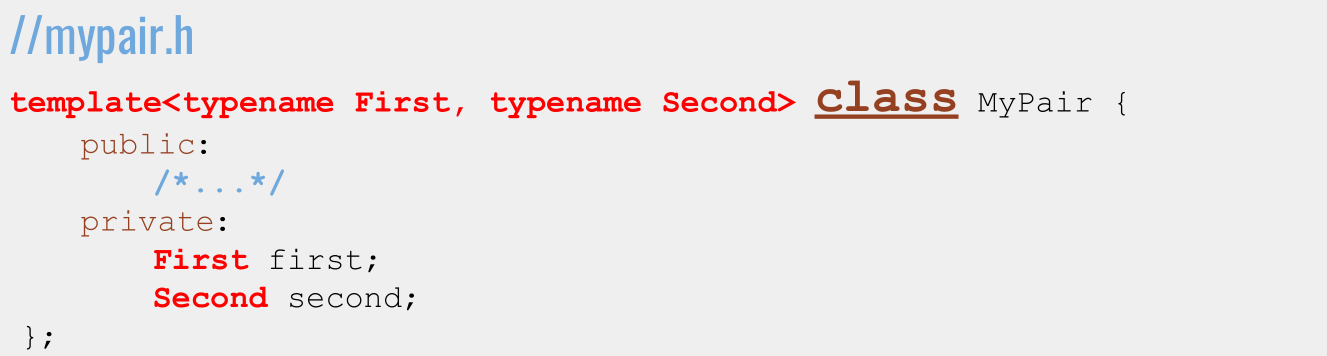 //mypair.h
template<typename First, typename Second> class MyPair {
public:
/*...*/
private:
First first;
Second second;
};